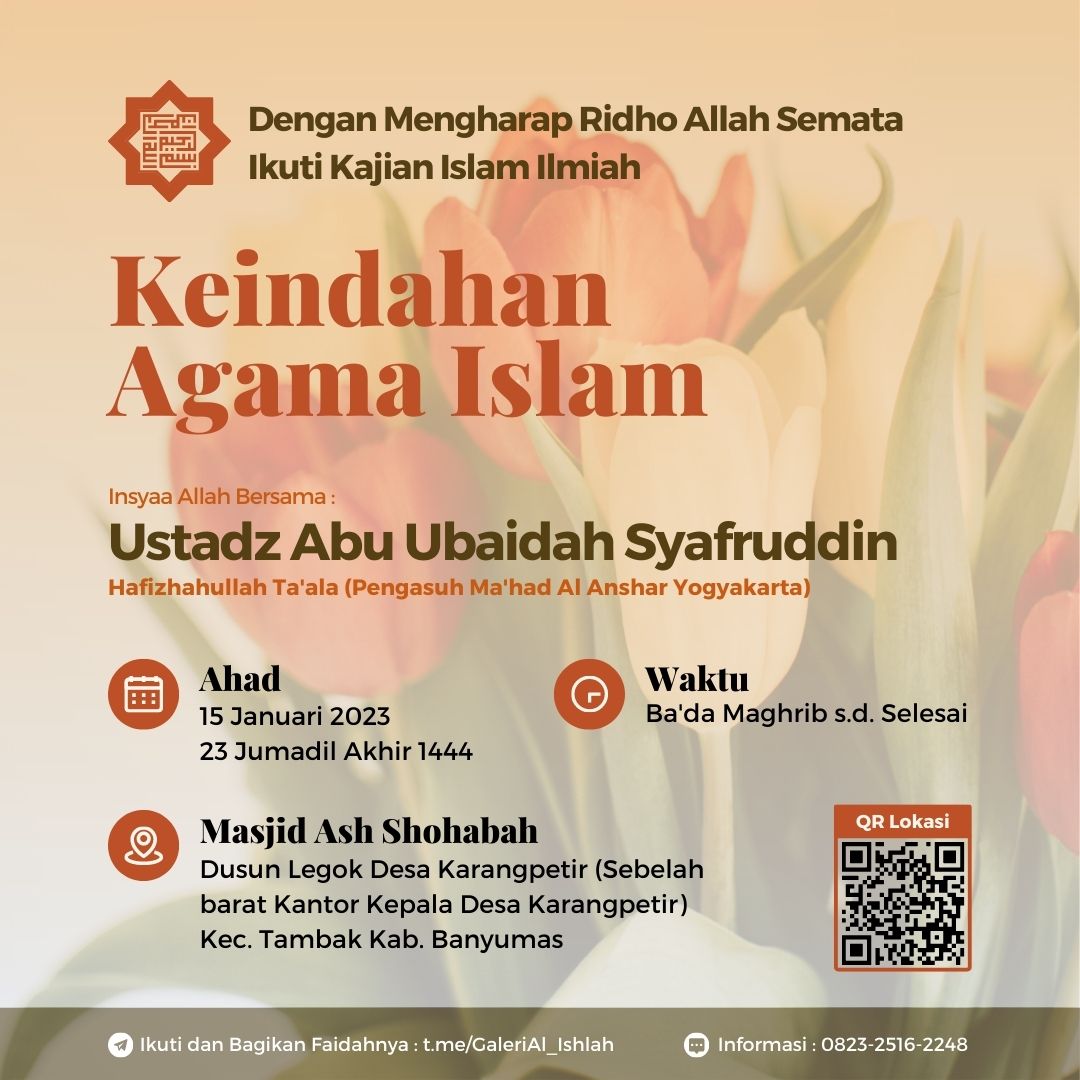 Dengan Mengharap Ridho Allah Semata
Ikuti Kajian Islam Ilmiah
Keindahan
Agama Islam
Insyaa Allah Bersama :
Ustadz Abu Ubaidah Syafruddin
Hafizhahullah Ta'ala (Pengasuh Ma'had Al Anshar Yogyakarta)
Ahad
15 Januari 2023
23 Jumadil Akhir 1444
Waktu
Ba'da Maghrib s.d. Selesai
Masjid Ash Shohabah
Dusun Legok Desa Karangpetir (Sebelah
barat Kantor Kepala Desa Karangpetir)
Kec. Tambak Kab. Banyumas
QR Lokasi
Ikuti dan Bagikan Faidahnya : t.me/GaleriAl_Ishlah
Informasi : 0823-2516-2248